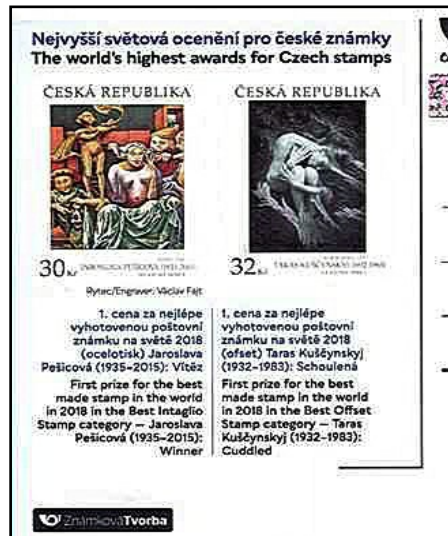 Nejvyšší světová ocenění pro české známky
The world's highest awards for Czech stamps
ČESKÁ REPUBLIKA
30 Kč
Rytec/Engraver: Václav Fajt
ČESKÁ REPUBLIKA
32 Kč
1. cena za nejlépe
vyhotovenou poštovní
známku na světě 2018
(ocelotisk) Jaroslava
Pešicová (1935–2015): Vítěz
First prize for the best
made stamp in the world
in 2018 in the Best Intaglio
Stamp category — Jaroslava
Pešicová (1935–2015):
Winner
1. cena za nejlépe
vyhotovenou poštovní
známku na světě 2018
(ofset) Taras Kuščynskyj
(1932–1983): Schoulená
First prize for the best
made stamp in the world
in 2018 in the Best Offset
Stamp category — Taras
Kuščynskyj (1932–1983):
Cuddled
ZnámkováTvorba